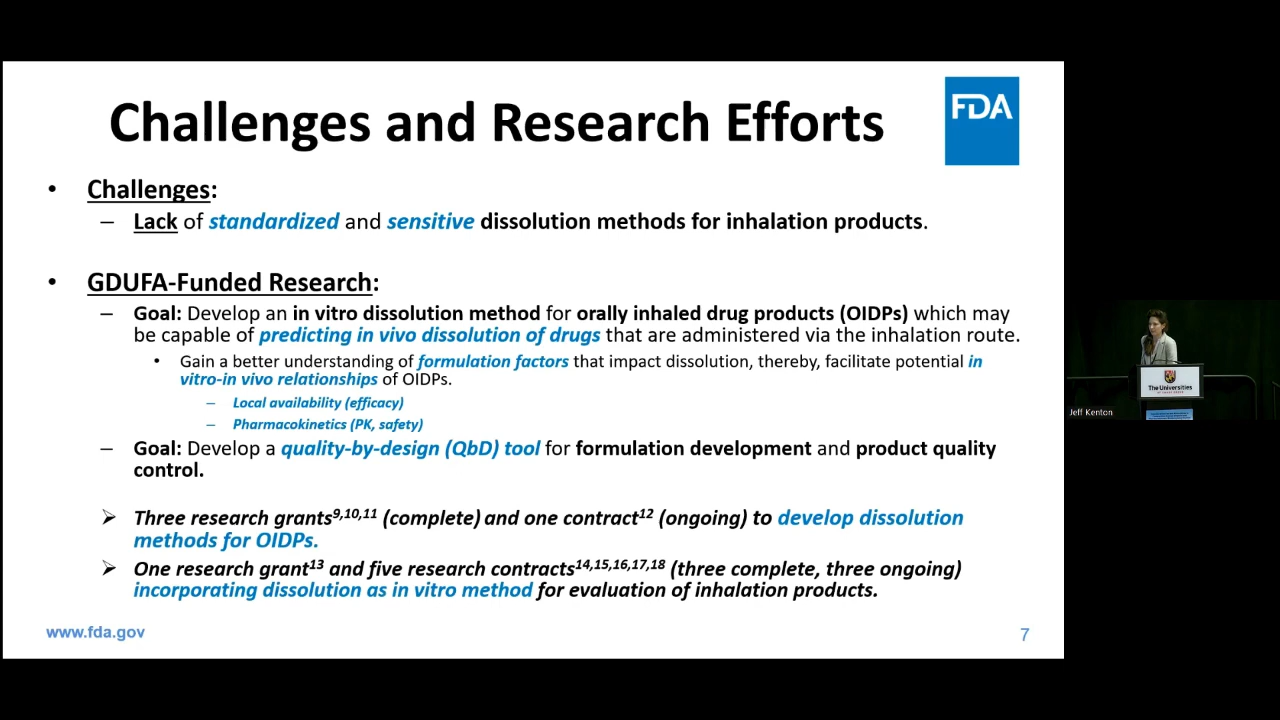 Challenges and Research Efforts
FDA
• Challenges:
– Lack of standardized and sensitive dissolution methods for inhalation products.
• GDUFA-Funded Research:
– Goal: Develop an in vitro dissolution method for orally inhaled drug products (OIDPs) which may
be capable of predicting in vivo dissolution of drugs that are administered via the inhalation route.
• Gain a better understanding of formulation factors that impact dissolution, thereby, facilitate potential in
vitro-in vivo relationships of OIDPs.
– Local availability (efficacy)
– Pharmacokinetics (PK, safety)
– Goal: Develop a quality-by-design (QbD) tool for formulation development and product quality
control.
➢ Three research grants9,10,11 (complete) and one contract12 (ongoing) to develop dissolution
methods for OIDPs.
➢ One research grant13 and five research contracts14,15,16,17,18 (three complete, three ongoing)
incorporating dissolution as in vitro method for evaluation of inhalation products.
www.fda.gov
7
The Universities
Jeff Kenton